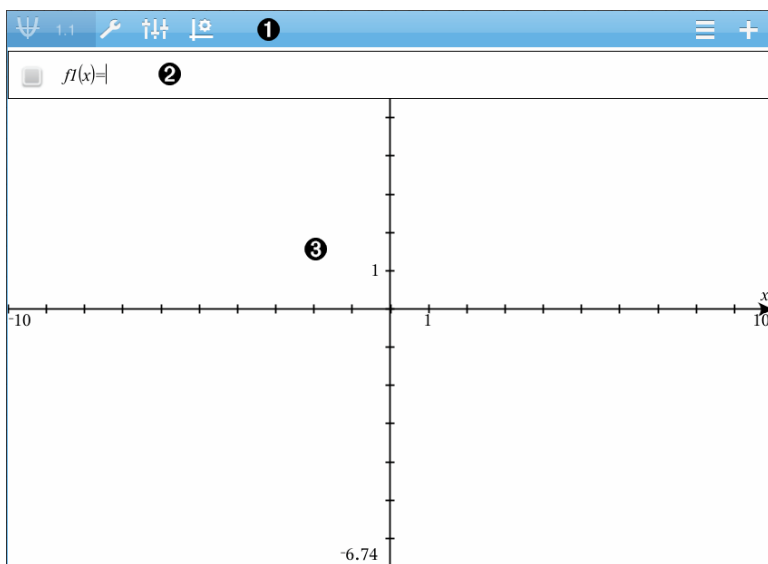 1.1 ❶
f1(x)= ❷
❸
1
x
-10 1 10
-6.74